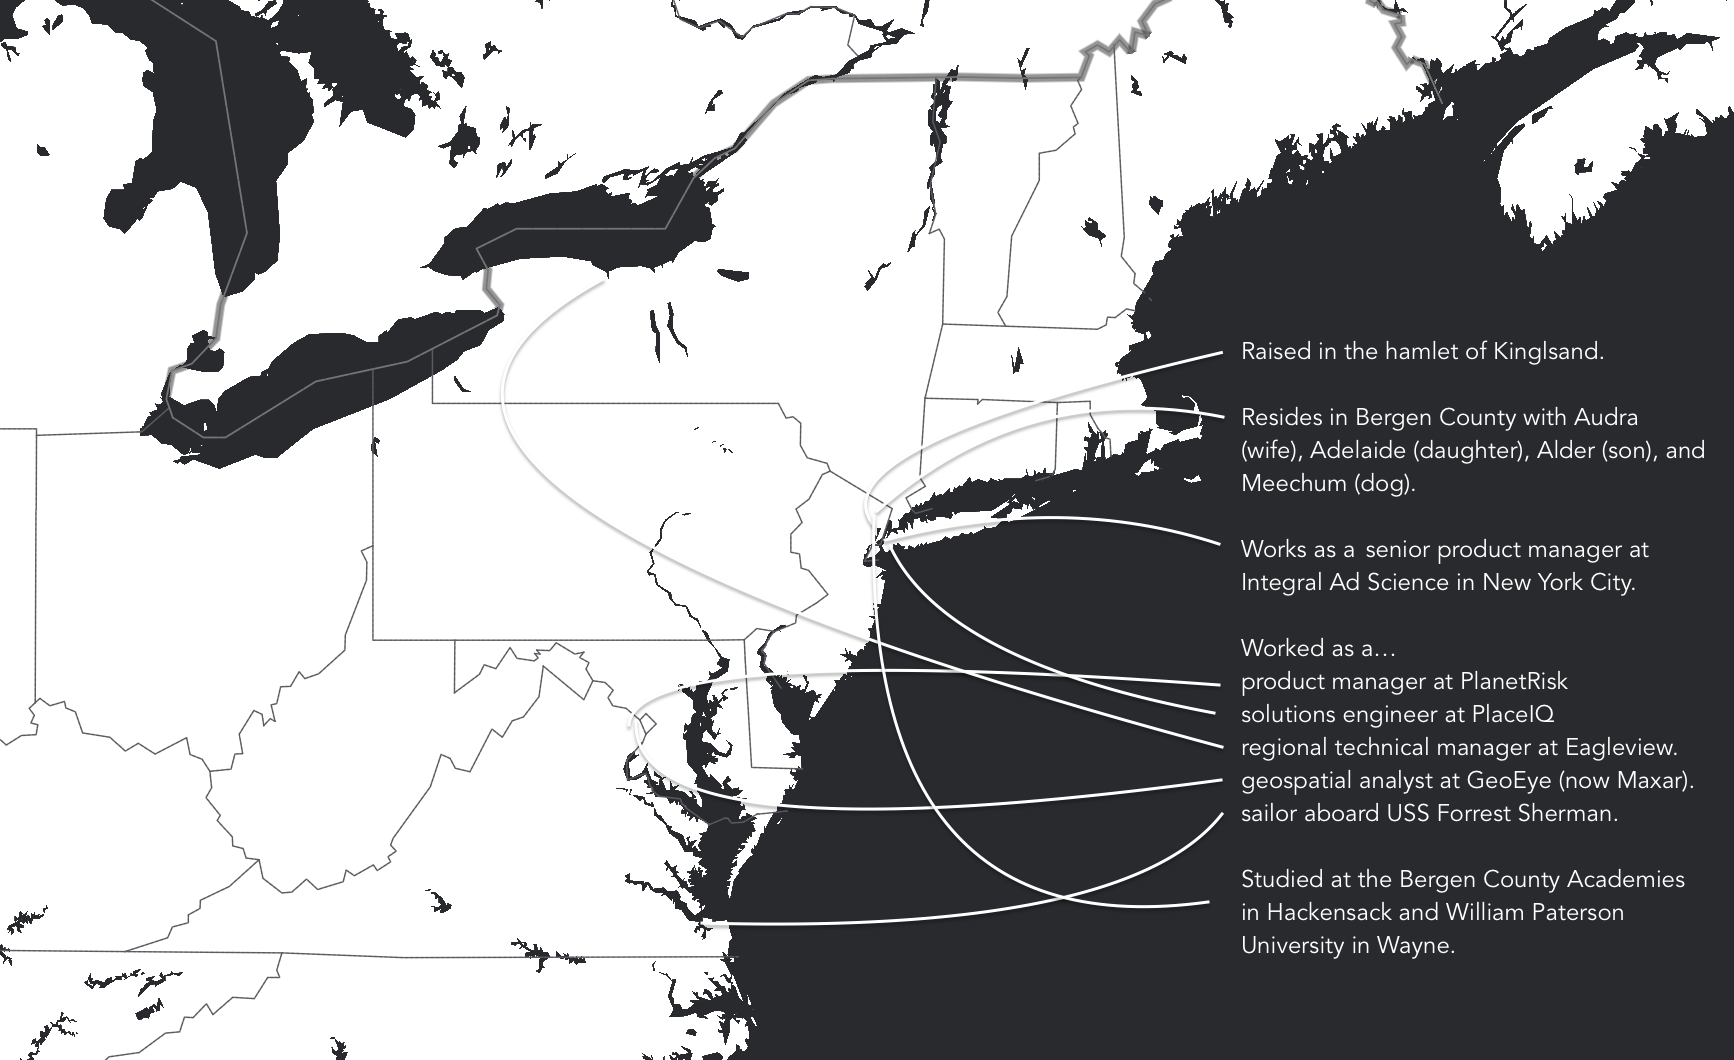 Raised in the hamlet of Kinglsand.
Resides in Bergen County with Audra
(wife), Adelaide (daughter), Alder (son), and
Meechum (dog).
Works as a senior product manager at
Integral Ad Science in New York City.
Worked as a…
product manager at PlanetRisk
solutions engineer at PlaceIQ
regional technical manager at Eagleview.
geospatial analyst at GeoEye (now Maxar).
sailor aboard USS Forrest Sherman.
Studied at the Bergen County Academies
in Hackensack and William Paterson
University in Wayne.